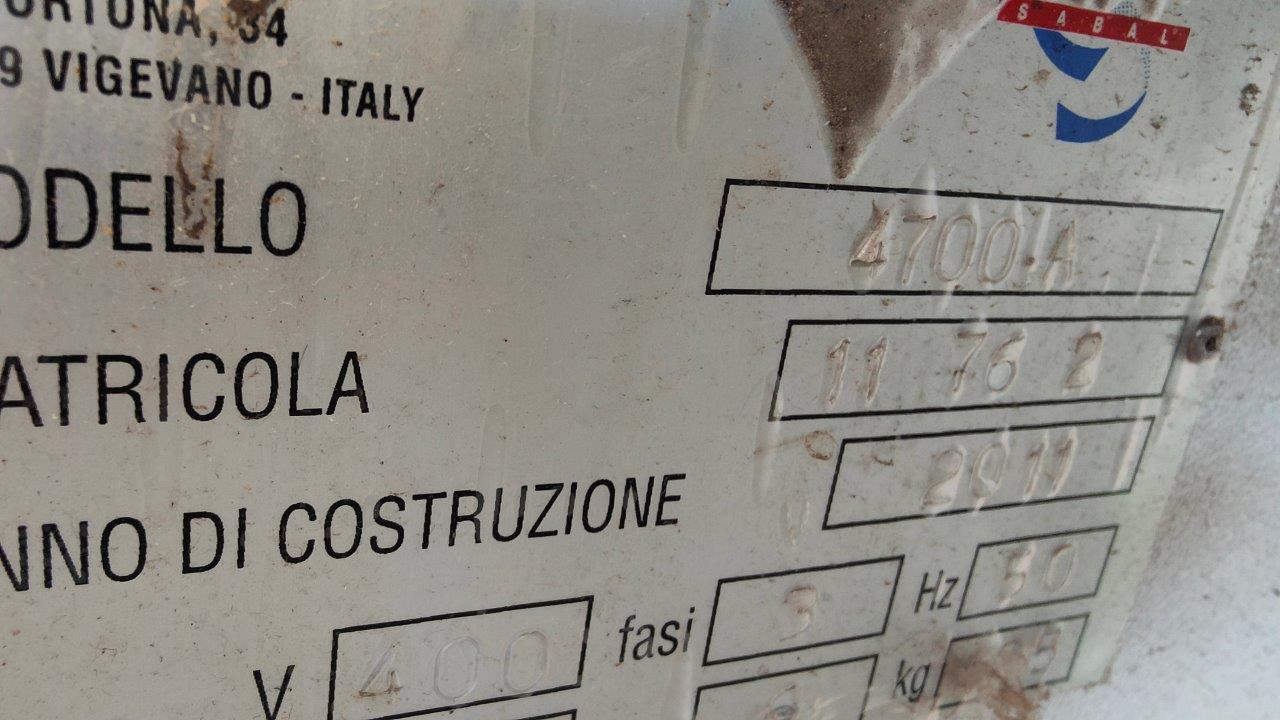 SABAL
ORTONA, 34
9 VIGEVANO - ITALY
ODELLO 4700.A
ATRICOLA 11 76 2
NNO DI COSTRUZIONE 2011
V 400 fasi 3 Hz 50
kg